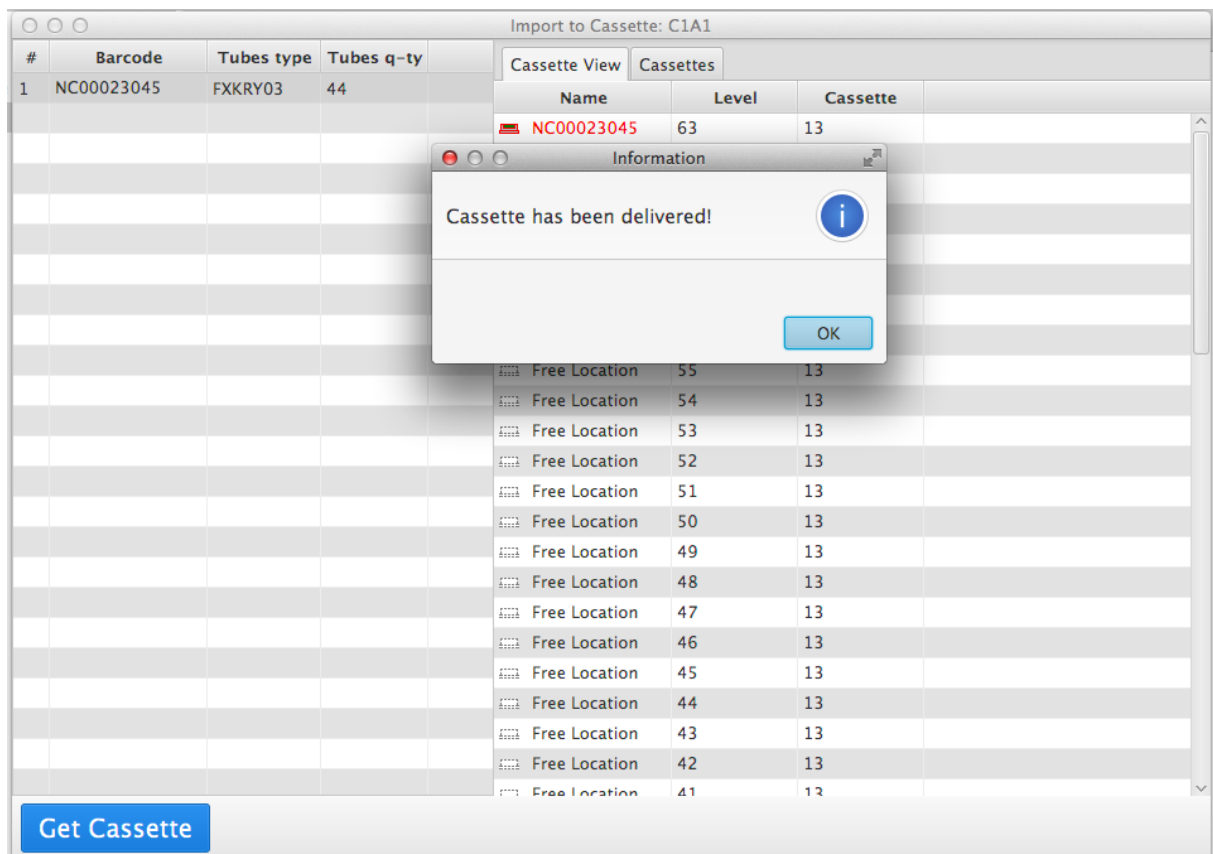 Import to Cassette: C1A1
# Barcode Tubes type Tubes q-ty
1 NC00023045 FXKRY03 44
Cassette View Cassettes
Name Level Cassette
NC00023045 63 13
Information
Cassette has been delivered!
OK
Free Location 55 13
Free Location 54 13
Free Location 53 13
Free Location 52 13
Free Location 51 13
Free Location 50 13
Free Location 49 13
Free Location 48 13
Free Location 47 13
Free Location 46 13
Free Location 45 13
Free Location 44 13
Free Location 43 13
Free Location 42 13
Free Location 41 13
Get Cassette